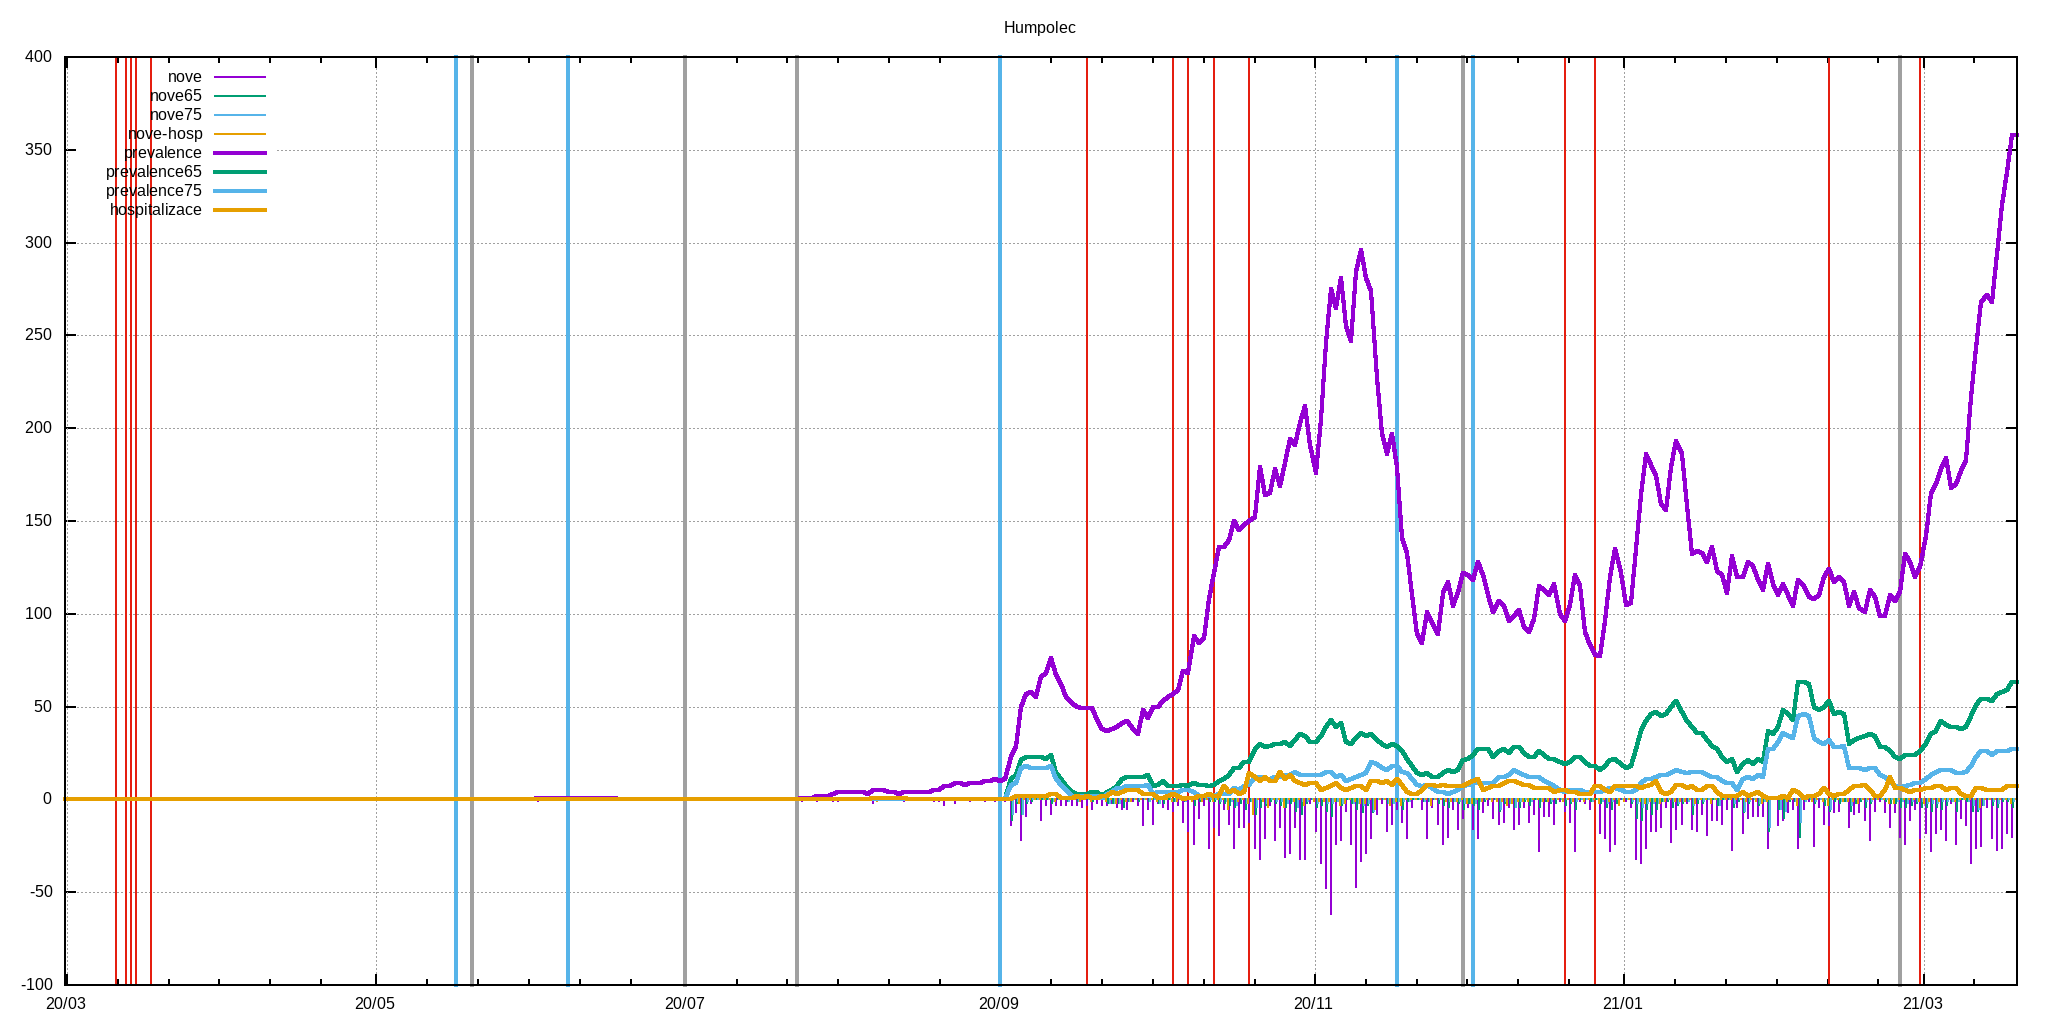 Humpolec
400
350
300
250
200
150
100
50
0
-50
-100
nove
nove65
nove75
nove-hosp
prevalence
prevalence65
prevalence75
hospitalizace
20/03
20/05
20/07
20/09
20/11
21/01
21/03